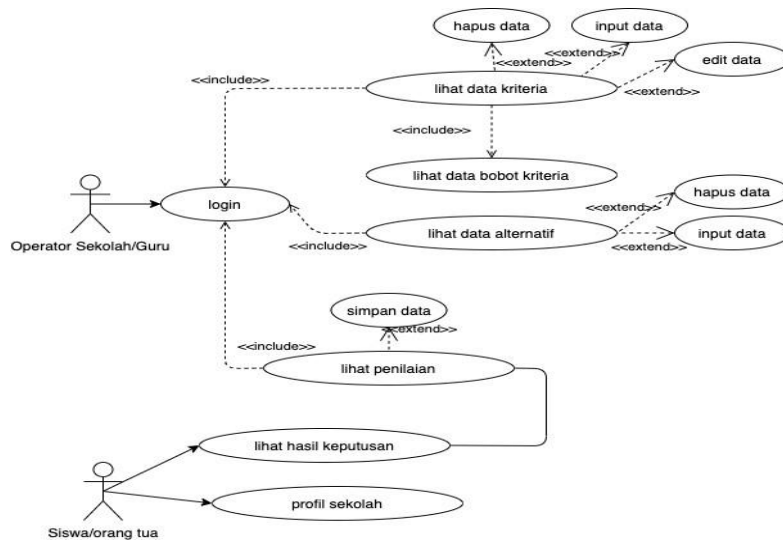 hapus data
input data
<<extend>>
<<extend>>
edit data
<<include>>
lihat data kriteria
<<extend>>
<<include>>
lihat data bobot kriteria
hapus data
login
<<extend>>
Operator Sekolah/Guru
<<include>>
lihat data alternatif
input data
<<extend>>
simpan data
<<extend>>
<<include>>
lihat penilaian
lihat hasil keputusan
profil sekolah
Siswa/orang tua